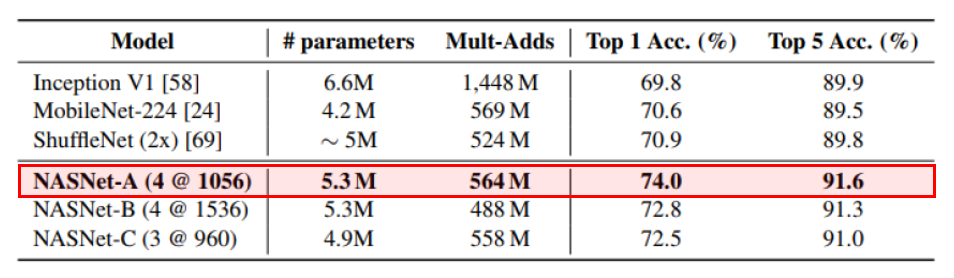 Model # parameters Mult-Adds Top 1 Acc. (%) Top 5 Acc. (%)
Inception V1 [58] 6.6M 1,448 M 69.8 89.9
MobileNet-224 [24] 4.2 M 569 M 70.6 89.5
ShuffleNet (2x) [69] ∼ 5M 524 M 70.9 89.8
NASNet-A (4 @ 1056) 5.3 M 564 M 74.0 91.6
NASNet-B (4 @ 1536) 5.3M 488 M 72.8 91.3
NASNet-C (3 @ 960) 4.9M 558 M 72.5 91.0